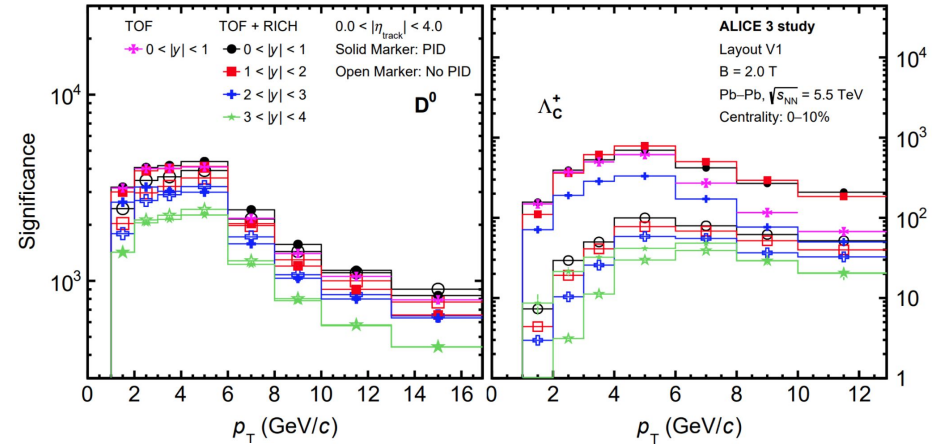 TOF
0 < |y| < 1
TOF + RICH
0 < |y| < 1
1 < |y| < 2
2 < |y| < 3
3 < |y| < 4
0.0 < |η_track| < 4.0
Solid Marker: PID
Open Marker: No PID
D⁰
Significance
10⁴
10³
0 2 4 6 8 10 12 14 16
p_T (GeV/c)
ALICE 3 study
Layout V1
B = 2.0 T
Pb–Pb, √s_NN = 5.5 TeV
Centrality: 0–10%
Λ_c⁺
10³
10²
10
1
0 2 4 6 8 10 12
p_T (GeV/c)